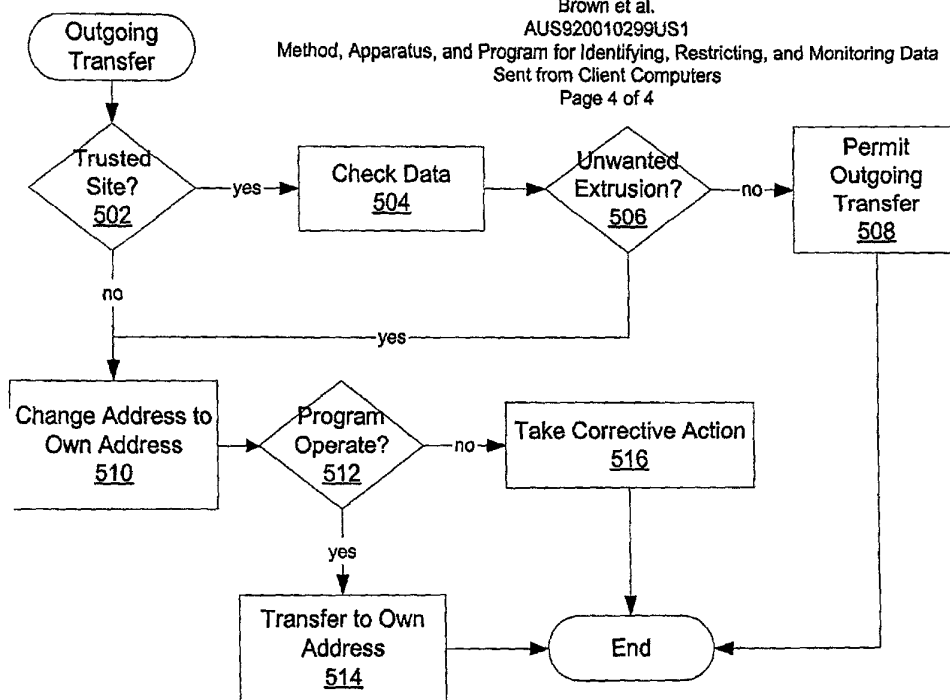 Brown et al.
AUS920010299US1
Method, Apparatus, and Program for Identifying, Restricting, and Monitoring Data
Sent from Client Computers
Page 4 of 4
Outgoing
Transfer
Trusted
Site?
502
yes
Check Data
504
Unwanted
Extrusion?
506
no
Permit
Outgoing
Transfer
508
no
yes
Change Address to
Own Address
510
Program
Operate?
512
no
Take Corrective Action
516
yes
Transfer to Own
Address
514
End